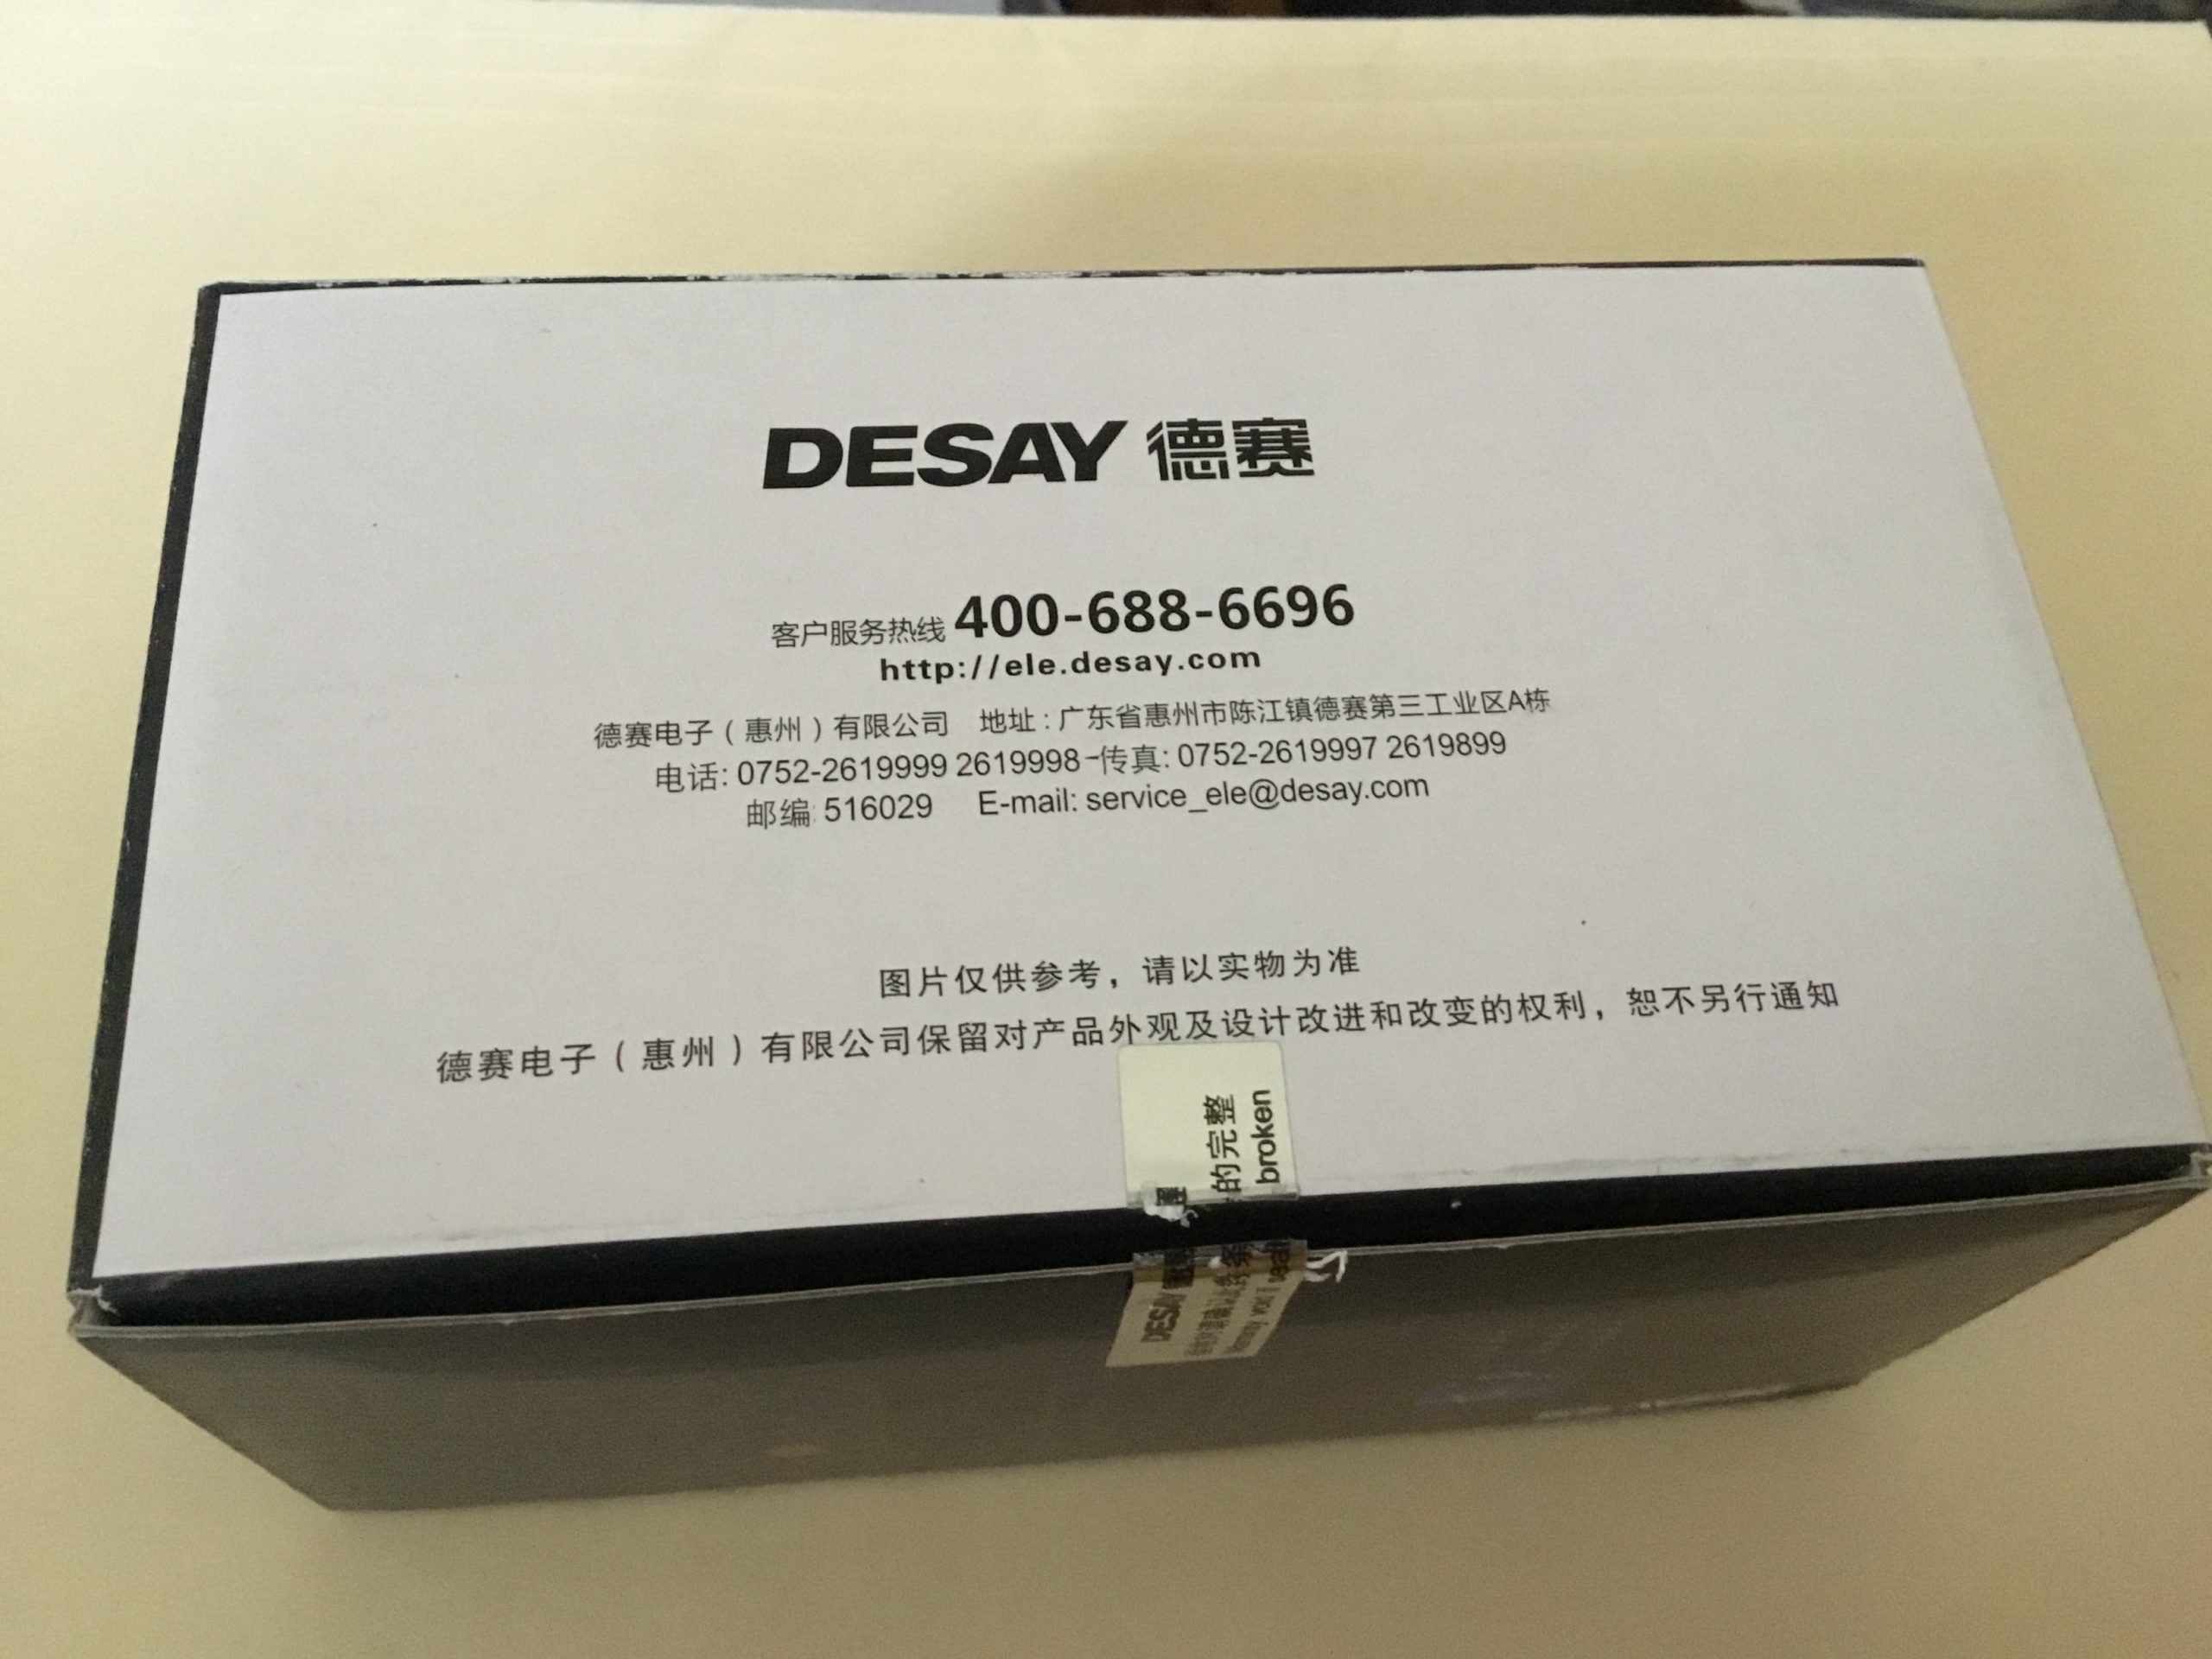 DESAY 德赛
客户服务热线 400-688-6696
http://ele.desay.com
德赛电子（惠州）有限公司 地址：广东省惠州市陈江镇德赛第三工业区A栋
电话: 0752-2619999 2619998-传真: 0752-2619997 2619899
邮编: 516029 E-mail: service_ele@desay.com
图片仅供参考，请以实物为准
德赛电子（惠州）有限公司保留对产品外观及设计改进和改变的权利，恕不另行通知
DESAY
的完整
Warranty void if seal broken